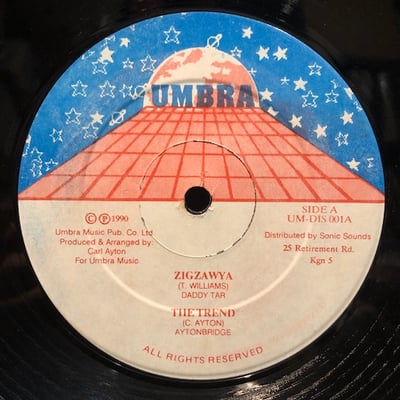 UMBRA
© Ⓟ 1990
Umbra Music Pub. Co. Ltd
Produced & Arranged by:
Carl Ayton
For Umbra Music
SIDE A
UM-DIS 001A
Distributed by Sonic Sounds
25 Retirement Rd.
Kgn 5
ZIGZAWYA
(T. WILLIAMS)
DADDY TAR
THE TREND
(C. AYTON)
AYTONBRIDGE
ALL RIGHTS RESERVED